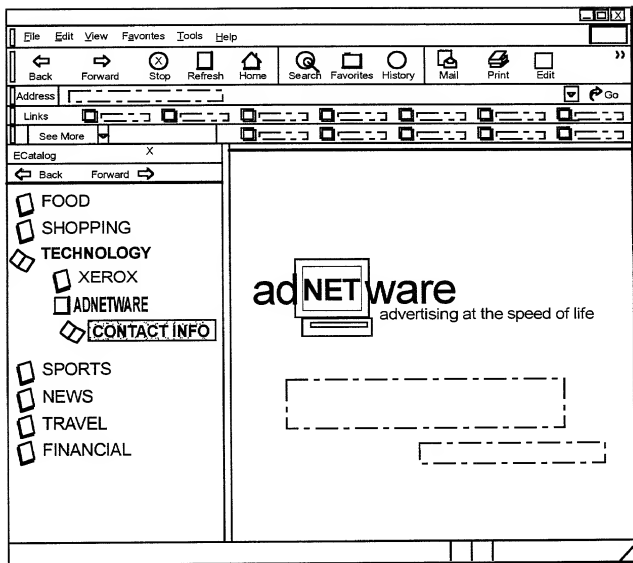 X
File Edit View Favorites Tools Help
Back Forward Stop Refresh Home Search Favorites History Mail Print Edit »
X
Address Go
Links
See More
ECatalog X
Back Forward
FOOD
SHOPPING
TECHNOLOGY
XEROX
ADNETWARE
CONTACT INFO
SPORTS
NEWS
TRAVEL
FINANCIAL
adNETware
advertising at the speed of life